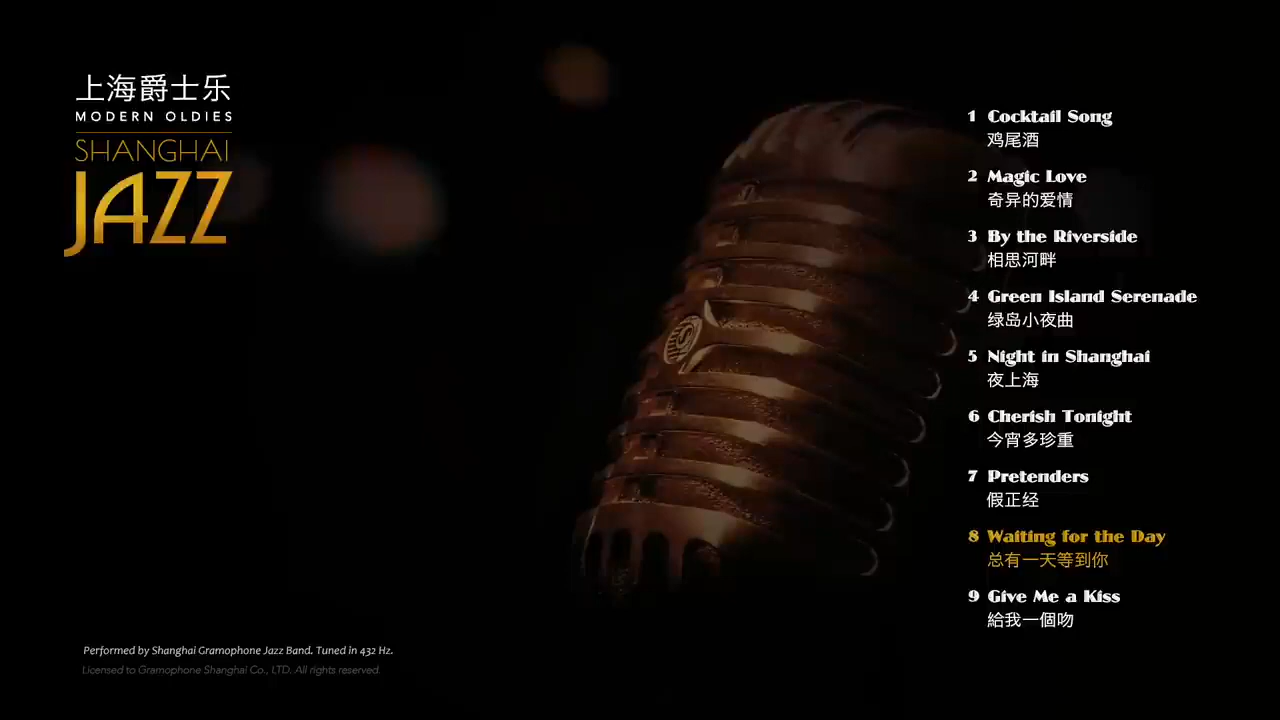 上海爵士乐
MODERN OLDIES
SHANGHAI
JAZZ
1 Cocktail Song
鸡尾酒
2 Magic Love
奇异的爱情
3 By the Riverside
相思河畔
4 Green Island Serenade
绿岛小夜曲
5 Night in Shanghai
夜上海
6 Cherish Tonight
今宵多珍重
7 Pretenders
假正经
8 Waiting for the Day
总有一天等到你
9 Give Me a Kiss
給我一個吻
Performed by Shanghai Gramophone Jazz Band. Tuned in 432 Hz.
Licensed to Gramophone Shanghai Co., LTD. All rights reserved.